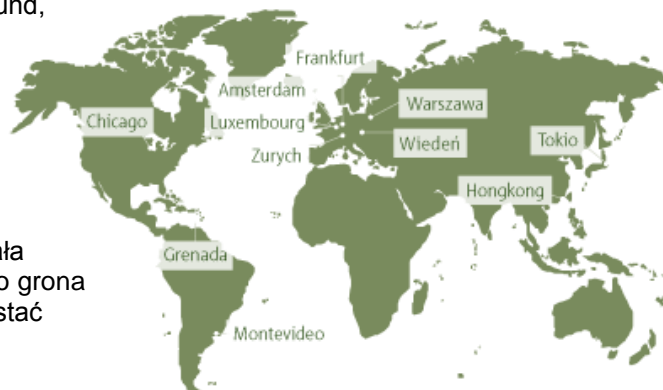 und,
Frankfurt
Amsterdam
Warszawa
Chicago
Luxembourg
Wiedeń
Tokio
Zurych
Hongkong
ała
Grenada
o grona
stać
Montevideo